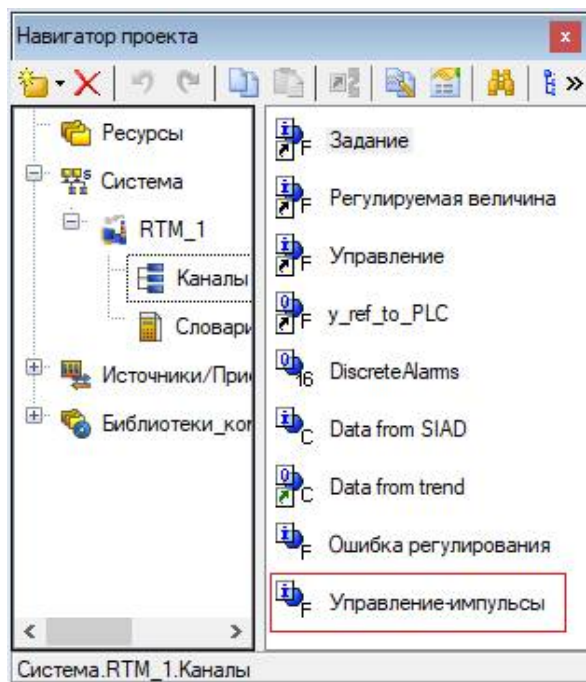 Навигатор проекта
Ресурсы
Система
RTM_1
Каналы
Словари
Источники/При
Библиотеки_ко
Задание
Регулируемая величина
Управление
y_ref_to_PLC
DiscreteAlarms
Data from SIAD
Data from trend
Ошибка регулирования
Управление-импульсы
Система.RTM_1.Каналы